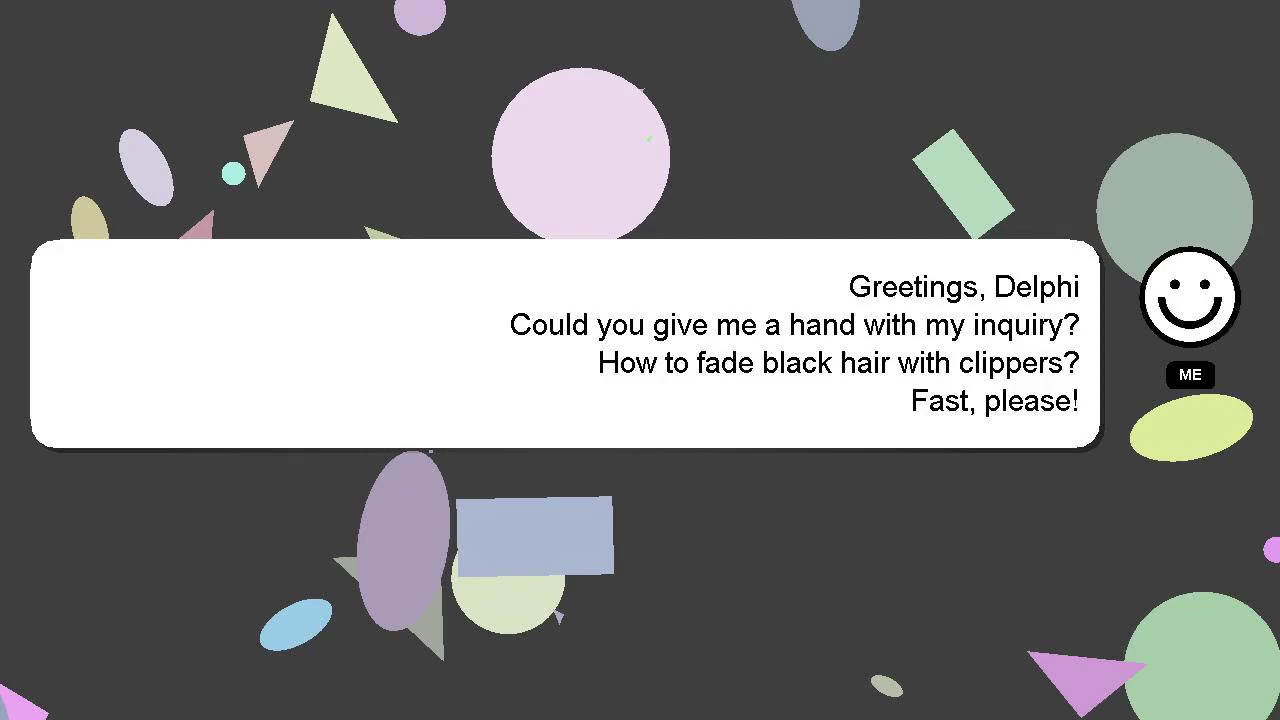 Greetings, Delphi
Could you give me a hand with my inquiry?
How to fade black hair with clippers?
Fast, please!
ME